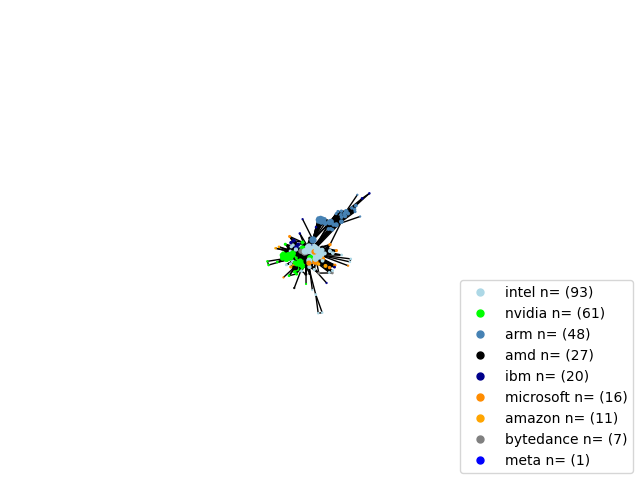 intel n= (93)
nvidia n= (61)
arm n= (48)
amd n= (27)
ibm n= (20)
microsoft n= (16)
amazon n= (11)
bytedance n= (7)
meta n= (1)